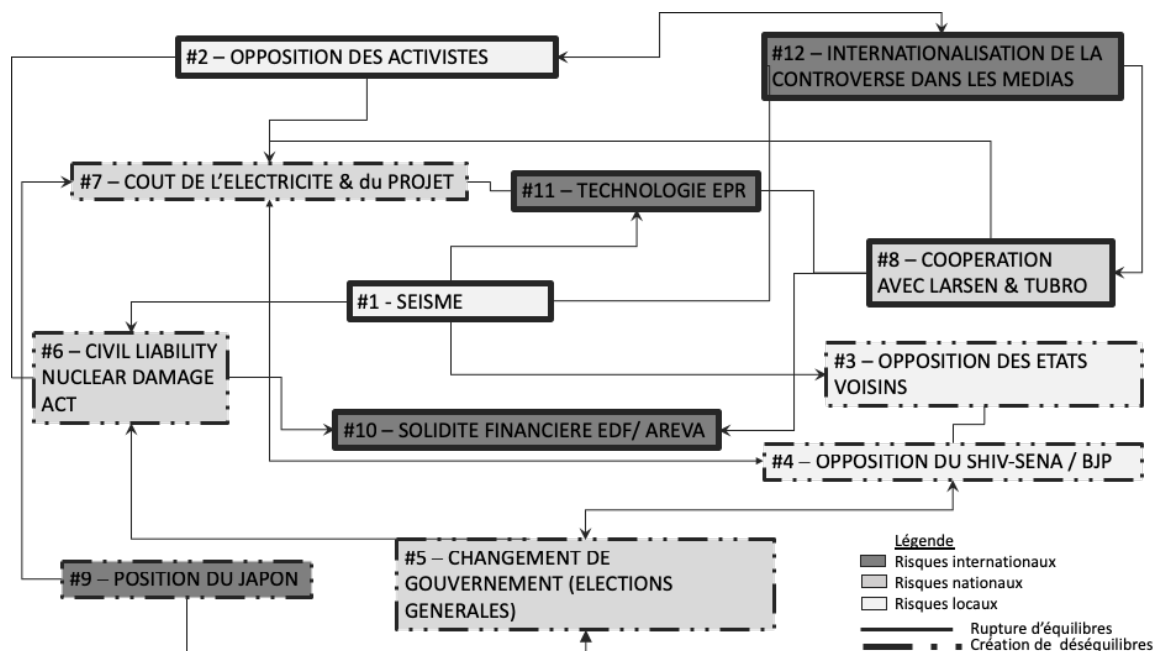 #2 – OPPOSITION DES ACTIVISTES
#12 – INTERNATIONALISATION DE LA
CONTROVERSE DANS LES MEDIAS
#7 – COUT DE L'ELECTRICITE & du PROJET
#11 – TECHNOLOGIE EPR
#8 – COOPERATION
AVEC LARSEN & TUBRO
#1 - SEISME
#6 – CIVIL LIABILITY
NUCLEAR DAMAGE
ACT
#3 – OPPOSITION DES ETATS
VOISINS
#10 – SOLIDITE FINANCIERE EDF/ AREVA
#4 – OPPOSITION DU SHIV-SENA / BJP
#5 – CHANGEMENT DE
GOUVERNEMENT (ELECTIONS
GENERALES)
#9 – POSITION DU JAPON
Légende
Risques internationaux
Risques nationaux
Risques locaux
Rupture d'équilibres
Création de déséquilibres